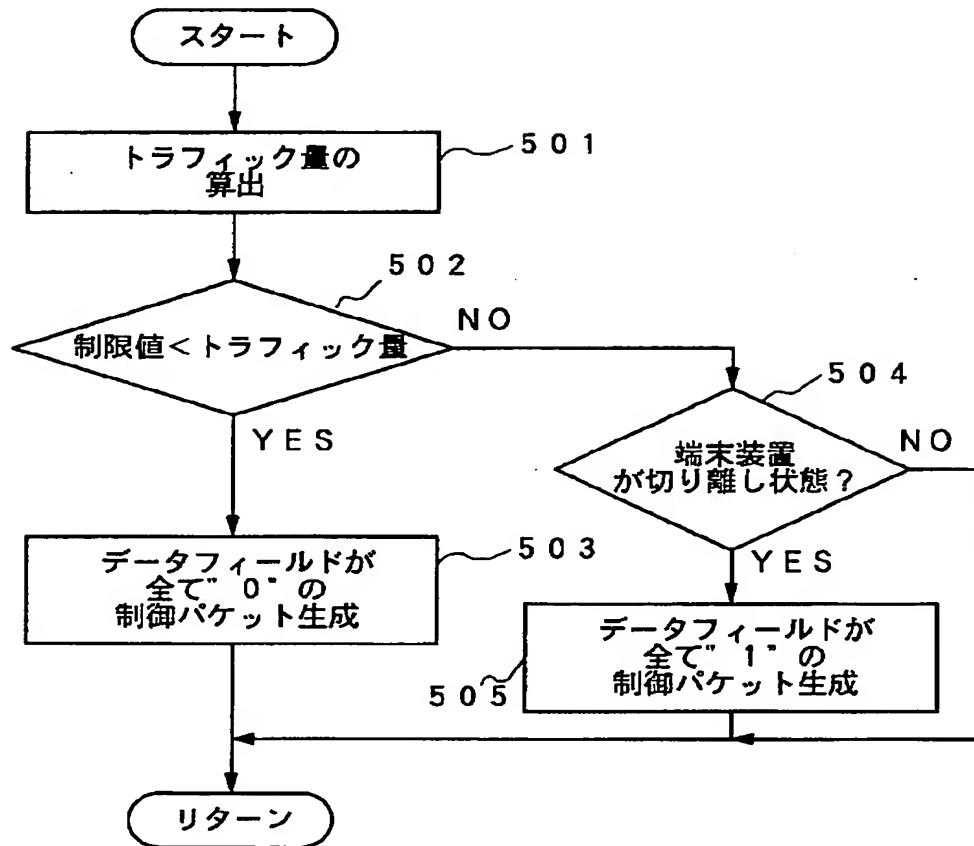 スタート
トラフィック量の
算出
501
502
制限値＜トラフィック量
NO
YES
504
端末装置
が切り離し状態？
NO
YES
データフィールドが
全て"0"の
制御パケット生成
503
データフィールドが
全て"1"の
制御パケット生成
505
リターン